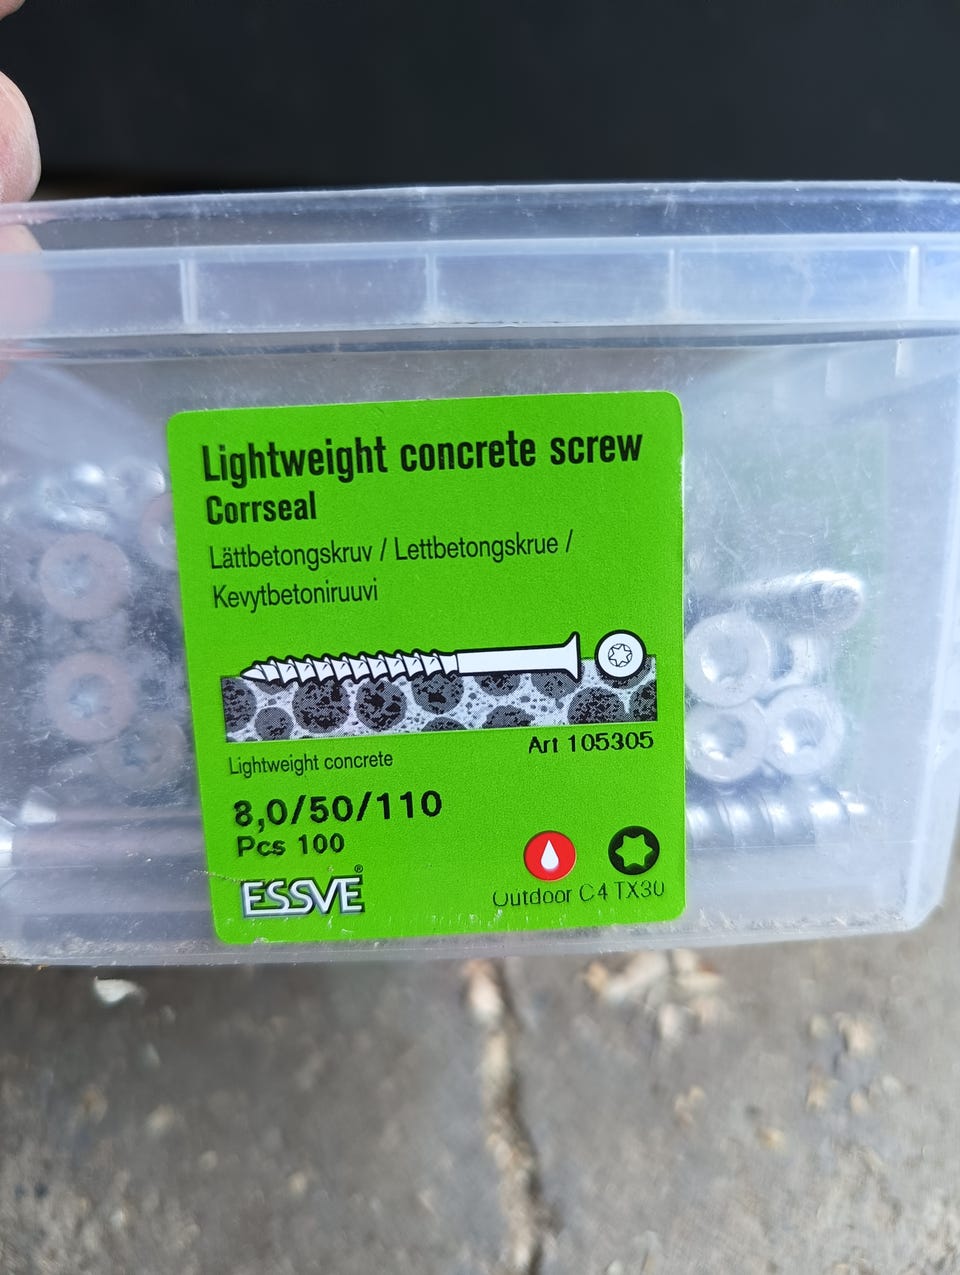 Lightweight concrete screw
Corrseal
Lättbetongskruv / Lettbetongskrue /
Kevytbetoniruuvi
Art 105305
Lightweight concrete
8,0/50/110
Pcs 100
ESSVE®
Outdoor C4 TX30